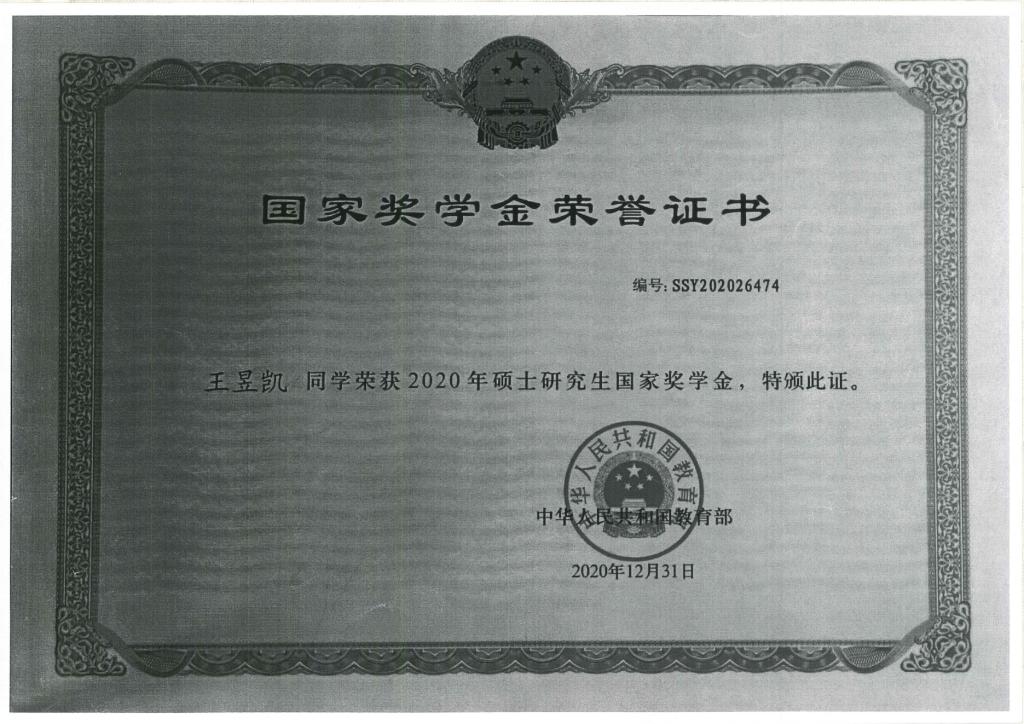 国家奖学金荣誉证书
编号: SSY202026474
王昱凯 同学荣获2020年硕士研究生国家奖学金，特颁此证。
中华人民共和国教育部
中华人民共和国教育部
2020年12月31日